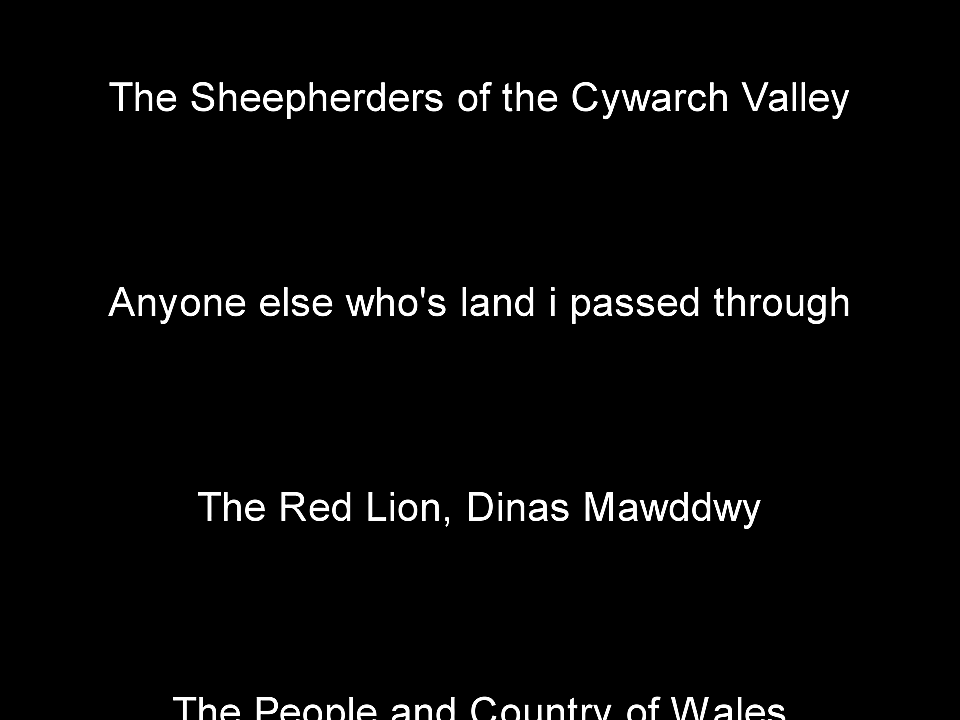 The Sheepherders of the Cywarch Valley
Anyone else who's land i passed through
The Red Lion, Dinas Mawddwy
The People and Country of Wales